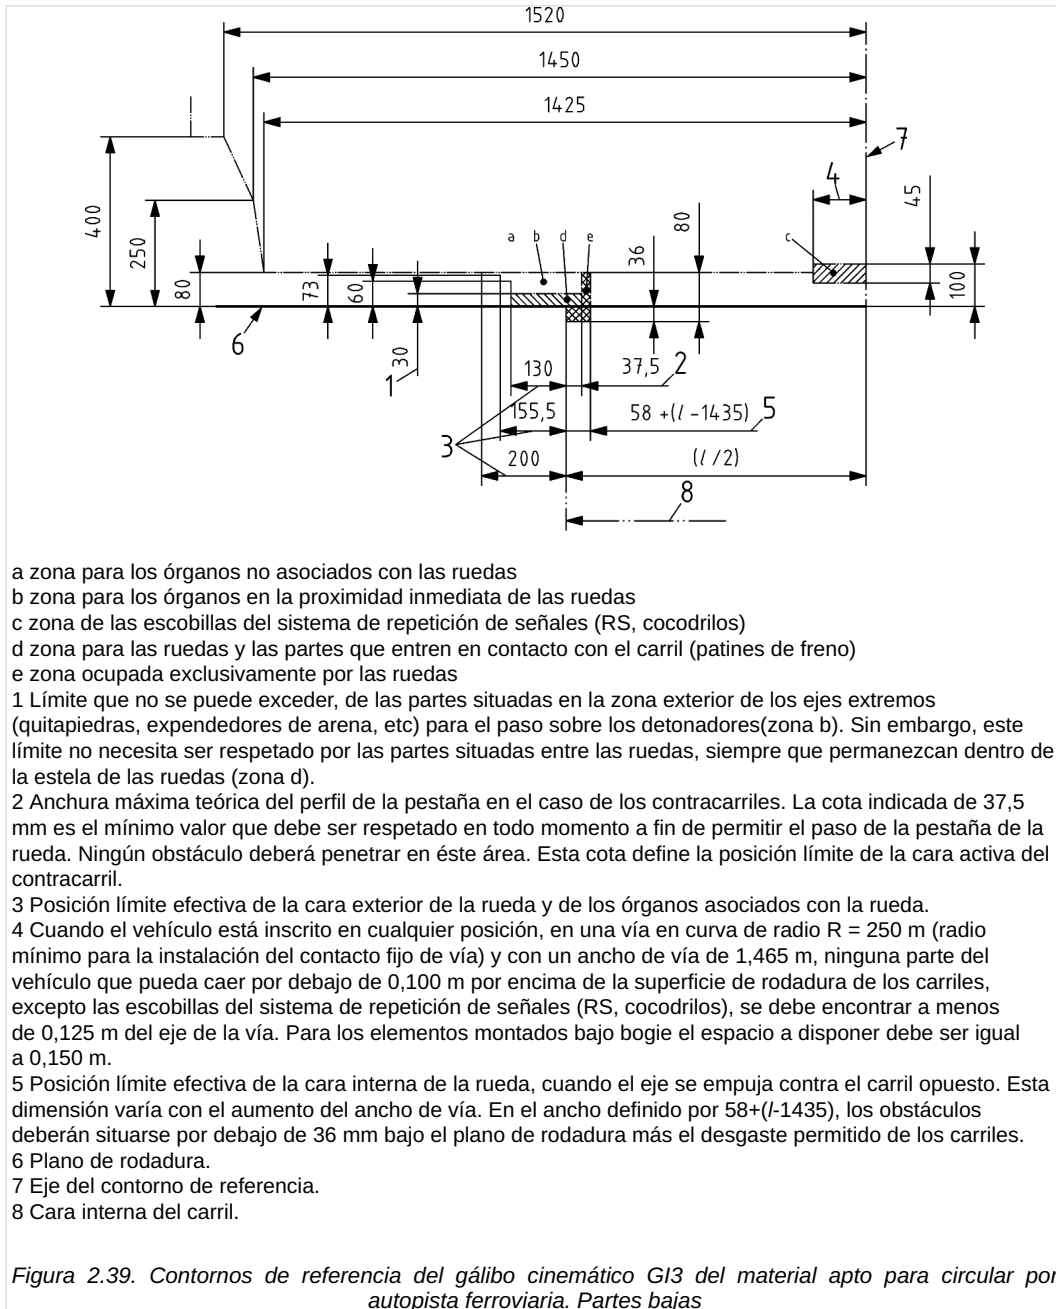 1520
1450
1425
7
4
45
400
250
80
73
60
30
a b d e
36
80
c
100
6
1
130
37,5
2
155,5
58 +(l -1435)
5
3
200
(l /2)
8
a zona para los órganos no asociados con las ruedas
b zona para los órganos en la proximidad inmediata de las ruedas
c zona de las escobillas del sistema de repetición de señales (RS, cocodrilos)
d zona para las ruedas y las partes que entren en contacto con el carril (patines de freno)
e zona ocupada exclusivamente por las ruedas
1 Límite que no se puede exceder, de las partes situadas en la zona exterior de los ejes extremos
(quitapiedras, expendedores de arena, etc) para el paso sobre los detonadores(zona b). Sin embargo, este
límite no necesita ser respetado por las partes situadas entre las ruedas, siempre que permanezcan dentro de
la estela de las ruedas (zona d).
2 Anchura máxima teórica del perfil de la pestaña en el caso de los contracarriles. La cota indicada de 37,5
mm es el mínimo valor que debe ser respetado en todo momento a fin de permitir el paso de la pestaña de la
rueda. Ningún obstáculo deberá penetrar en éste área. Esta cota define la posición límite de la cara activa del
contracarril.
3 Posición límite efectiva de la cara exterior de la rueda y de los órganos asociados con la rueda.
4 Cuando el vehículo está inscrito en cualquier posición, en una vía en curva de radio R = 250 m (radio
mínimo para la instalación del contacto fijo de vía) y con un ancho de vía de 1,465 m, ninguna parte del
vehículo que pueda caer por debajo de 0,100 m por encima de la superficie de rodadura de los carriles,
excepto las escobillas del sistema de repetición de señales (RS, cocodrilos), se debe encontrar a menos
de 0,125 m del eje de la vía. Para los elementos montados bajo bogie el espacio a disponer debe ser igual
a 0,150 m.
5 Posición límite efectiva de la cara interna de la rueda, cuando el eje se empuja contra el carril opuesto. Esta
dimensión varía con el aumento del ancho de vía. En el ancho definido por 58+(l-1435), los obstáculos
deberán situarse por debajo de 36 mm bajo el plano de rodadura más el desgaste permitido de los carriles.
6 Plano de rodadura.
7 Eje del contorno de referencia.
8 Cara interna del carril.
Figura 2.39. Contornos de referencia del gálibo cinemático GI3 del material apto para circular por
autopista ferroviaria. Partes bajas